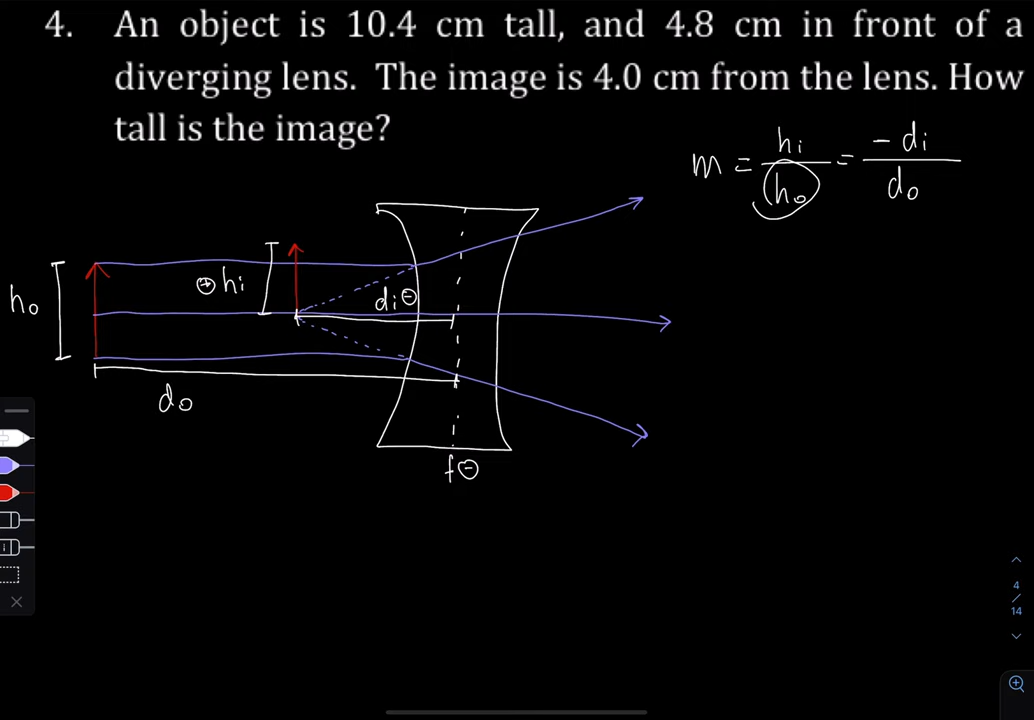 4. An object is 10.4 cm tall, and 4.8 cm in front of a
diverging lens. The image is 4.0 cm from the lens. How
tall is the image?
m = hi/ho = -di/do
ho
⊕ hi
di ⊖
do
f ⊖
4
/
14